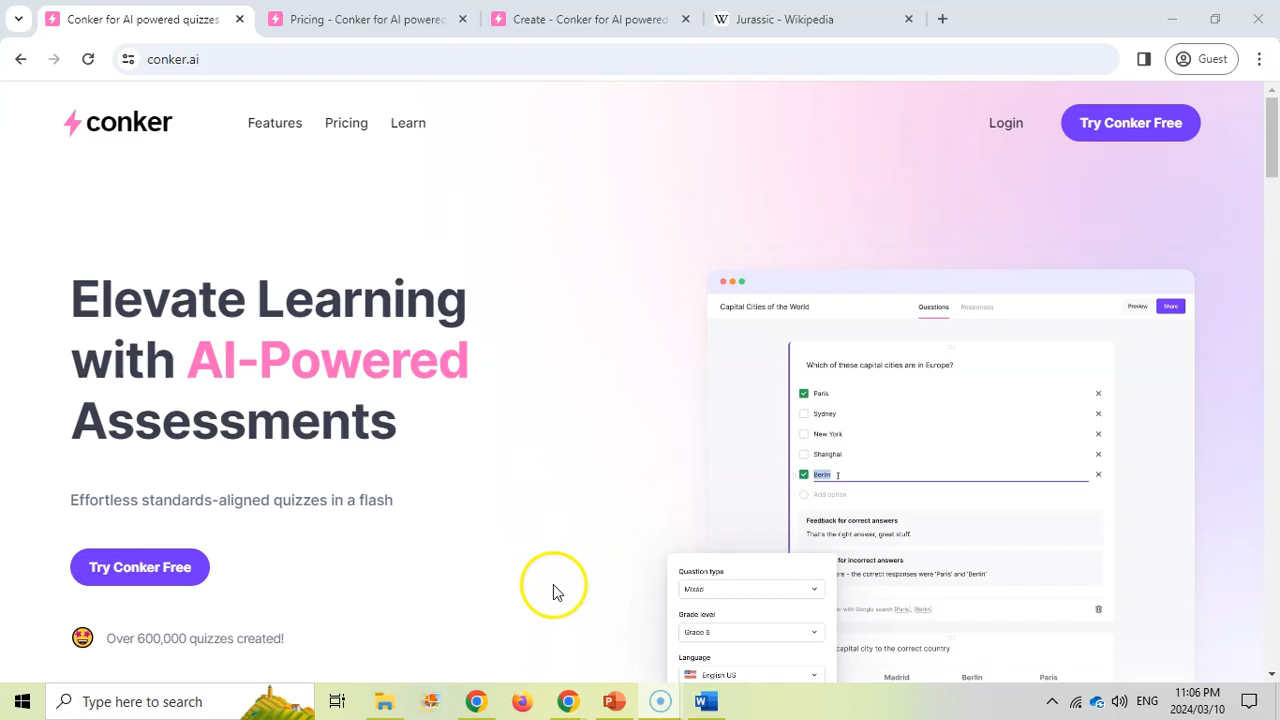 Conker for AI powered quizzes
Pricing - Conker for AI powered
Create - Conker for AI powered
Jurassic - Wikipedia
conker.ai
Guest
conker
Features
Pricing
Learn
Login
Try Conker Free
Elevate Learning
with AI-Powered
Assessments
Effortless standards-aligned quizzes in a flash
Try Conker Free
Over 600,000 quizzes created!
Capital Cities of the World
Questions
Responses
Preview
Share
Which of these capital cities are in Europe?
Paris
Sydney
New York
Shanghai
Berlin
Add option
Feedback for correct answers
That's the right answer, great stuff.
for incorrect answers
- the correct responses were 'Paris' and 'Berlin'
with Google search [Paris], [Berlin]
capital city to the correct country
Madrid
Berlin
Paris
Question type
Mixed
Grade level
Language
English US
Type here to search
11:06 PM
2024/03/10